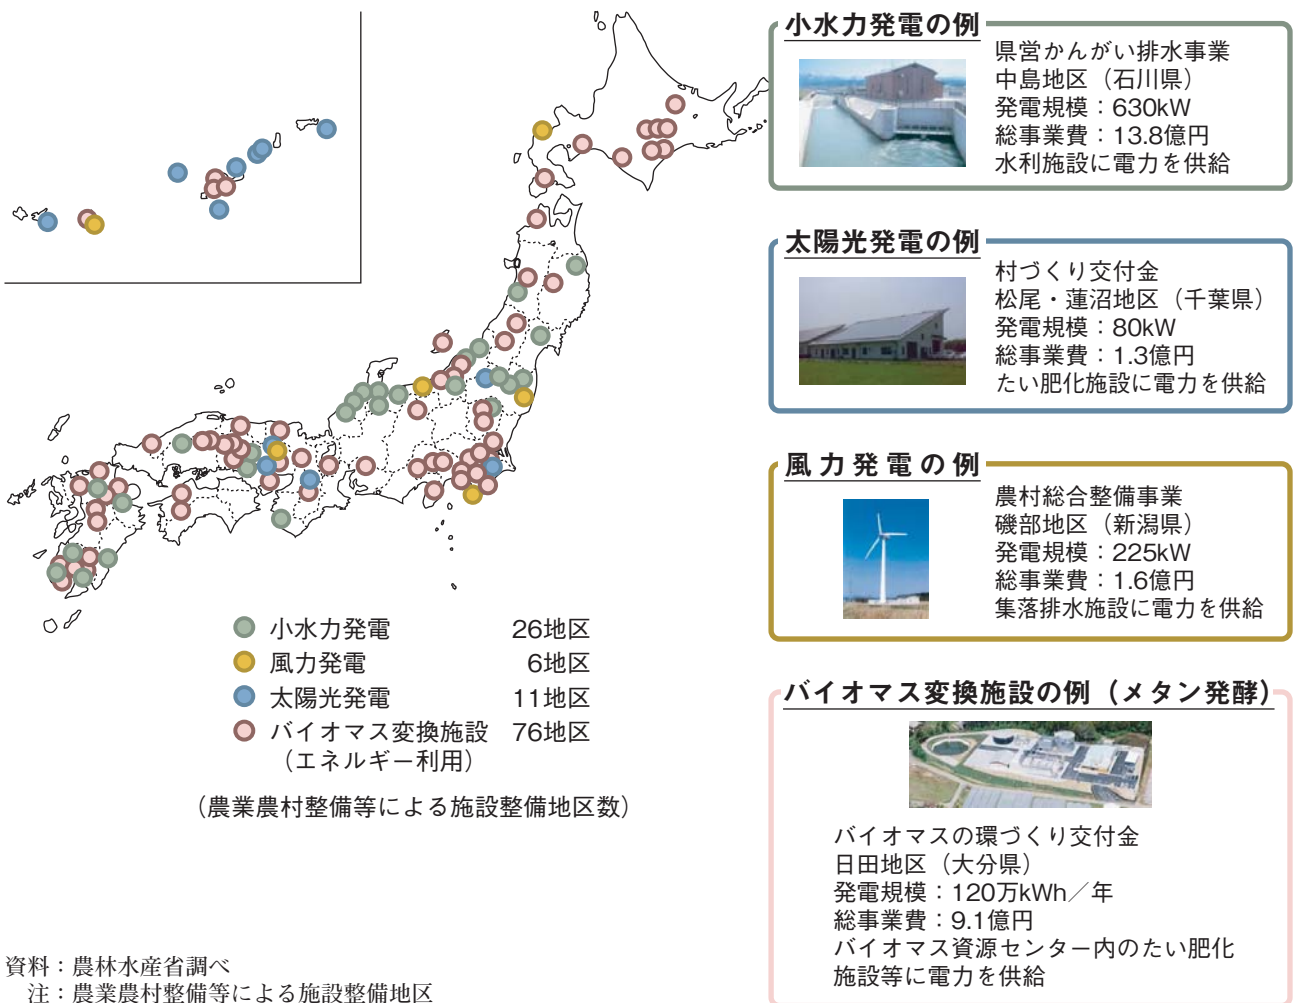 小水力発電の例
県営かんがい排水事業
中島地区（石川県）
発電規模：630kW
総事業費：13.8億円
水利施設に電力を供給
太陽光発電の例
村づくり交付金
松尾・蓮沼地区（千葉県）
発電規模：80kW
総事業費：1.3億円
たい肥化施設に電力を供給
風力発電の例
農村総合整備事業
磯部地区（新潟県）
発電規模：225kW
総事業費：1.6億円
集落排水施設に電力を供給
バイオマス変換施設の例（メタン発酵）
バイオマスの環づくり交付金
日田地区（大分県）
発電規模：120万kWh／年
総事業費：9.1億円
バイオマス資源センター内のたい肥化
施設等に電力を供給
小水力発電 26地区
風力発電 6地区
太陽光発電 11地区
バイオマス変換施設 76地区
（エネルギー利用）
（農業農村整備等による施設整備地区数）
資料：農林水産省調べ
注：農業農村整備等による施設整備地区